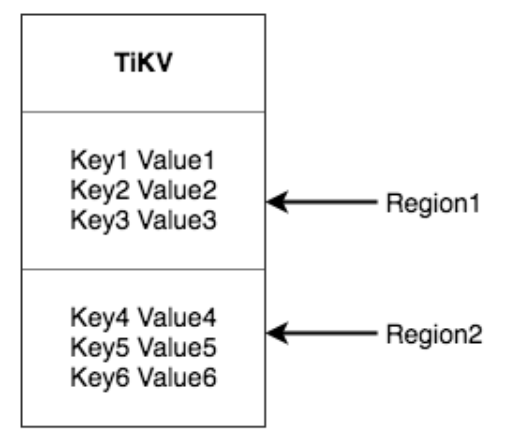 TiKV
Key1 Value1
Key2 Value2
Key3 Value3
Region1
Key4 Value4
Key5 Value5
Key6 Value6
Region2